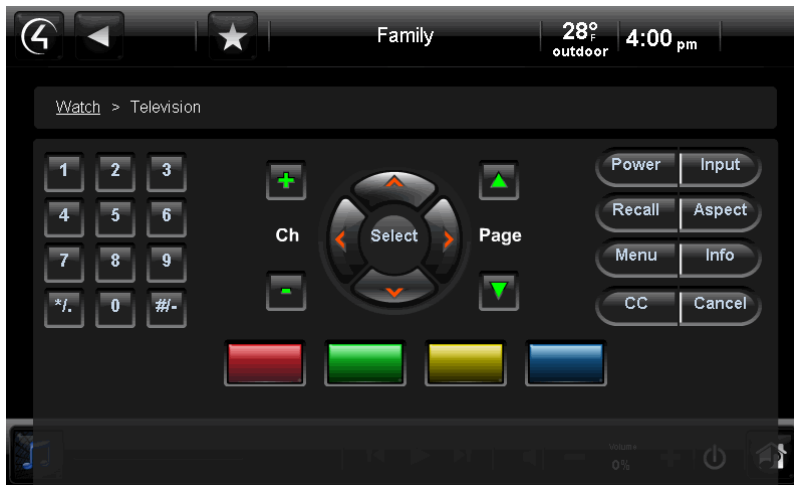 Family
28°F
outdoor
4:00 pm
Watch > Television
1 2 3
4 5 6
7 8 9
*/. 0 #/-
+
Ch
-
Select
Page
Power Input
Recall Aspect
Menu Info
CC Cancel
Volume
0%